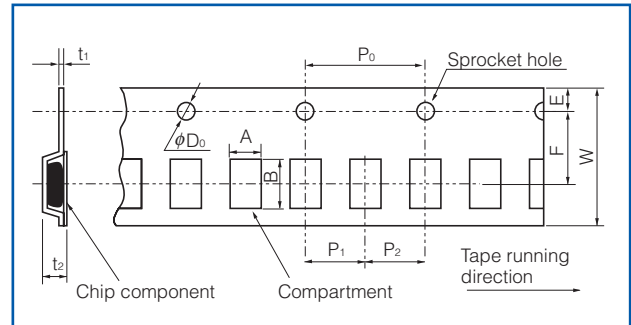 t₁
P₀
Sprocket hole
E
ϕD₀
A
F
W
B
P₁
P₂
Tape running
direction
t₂
Chip component
Compartment